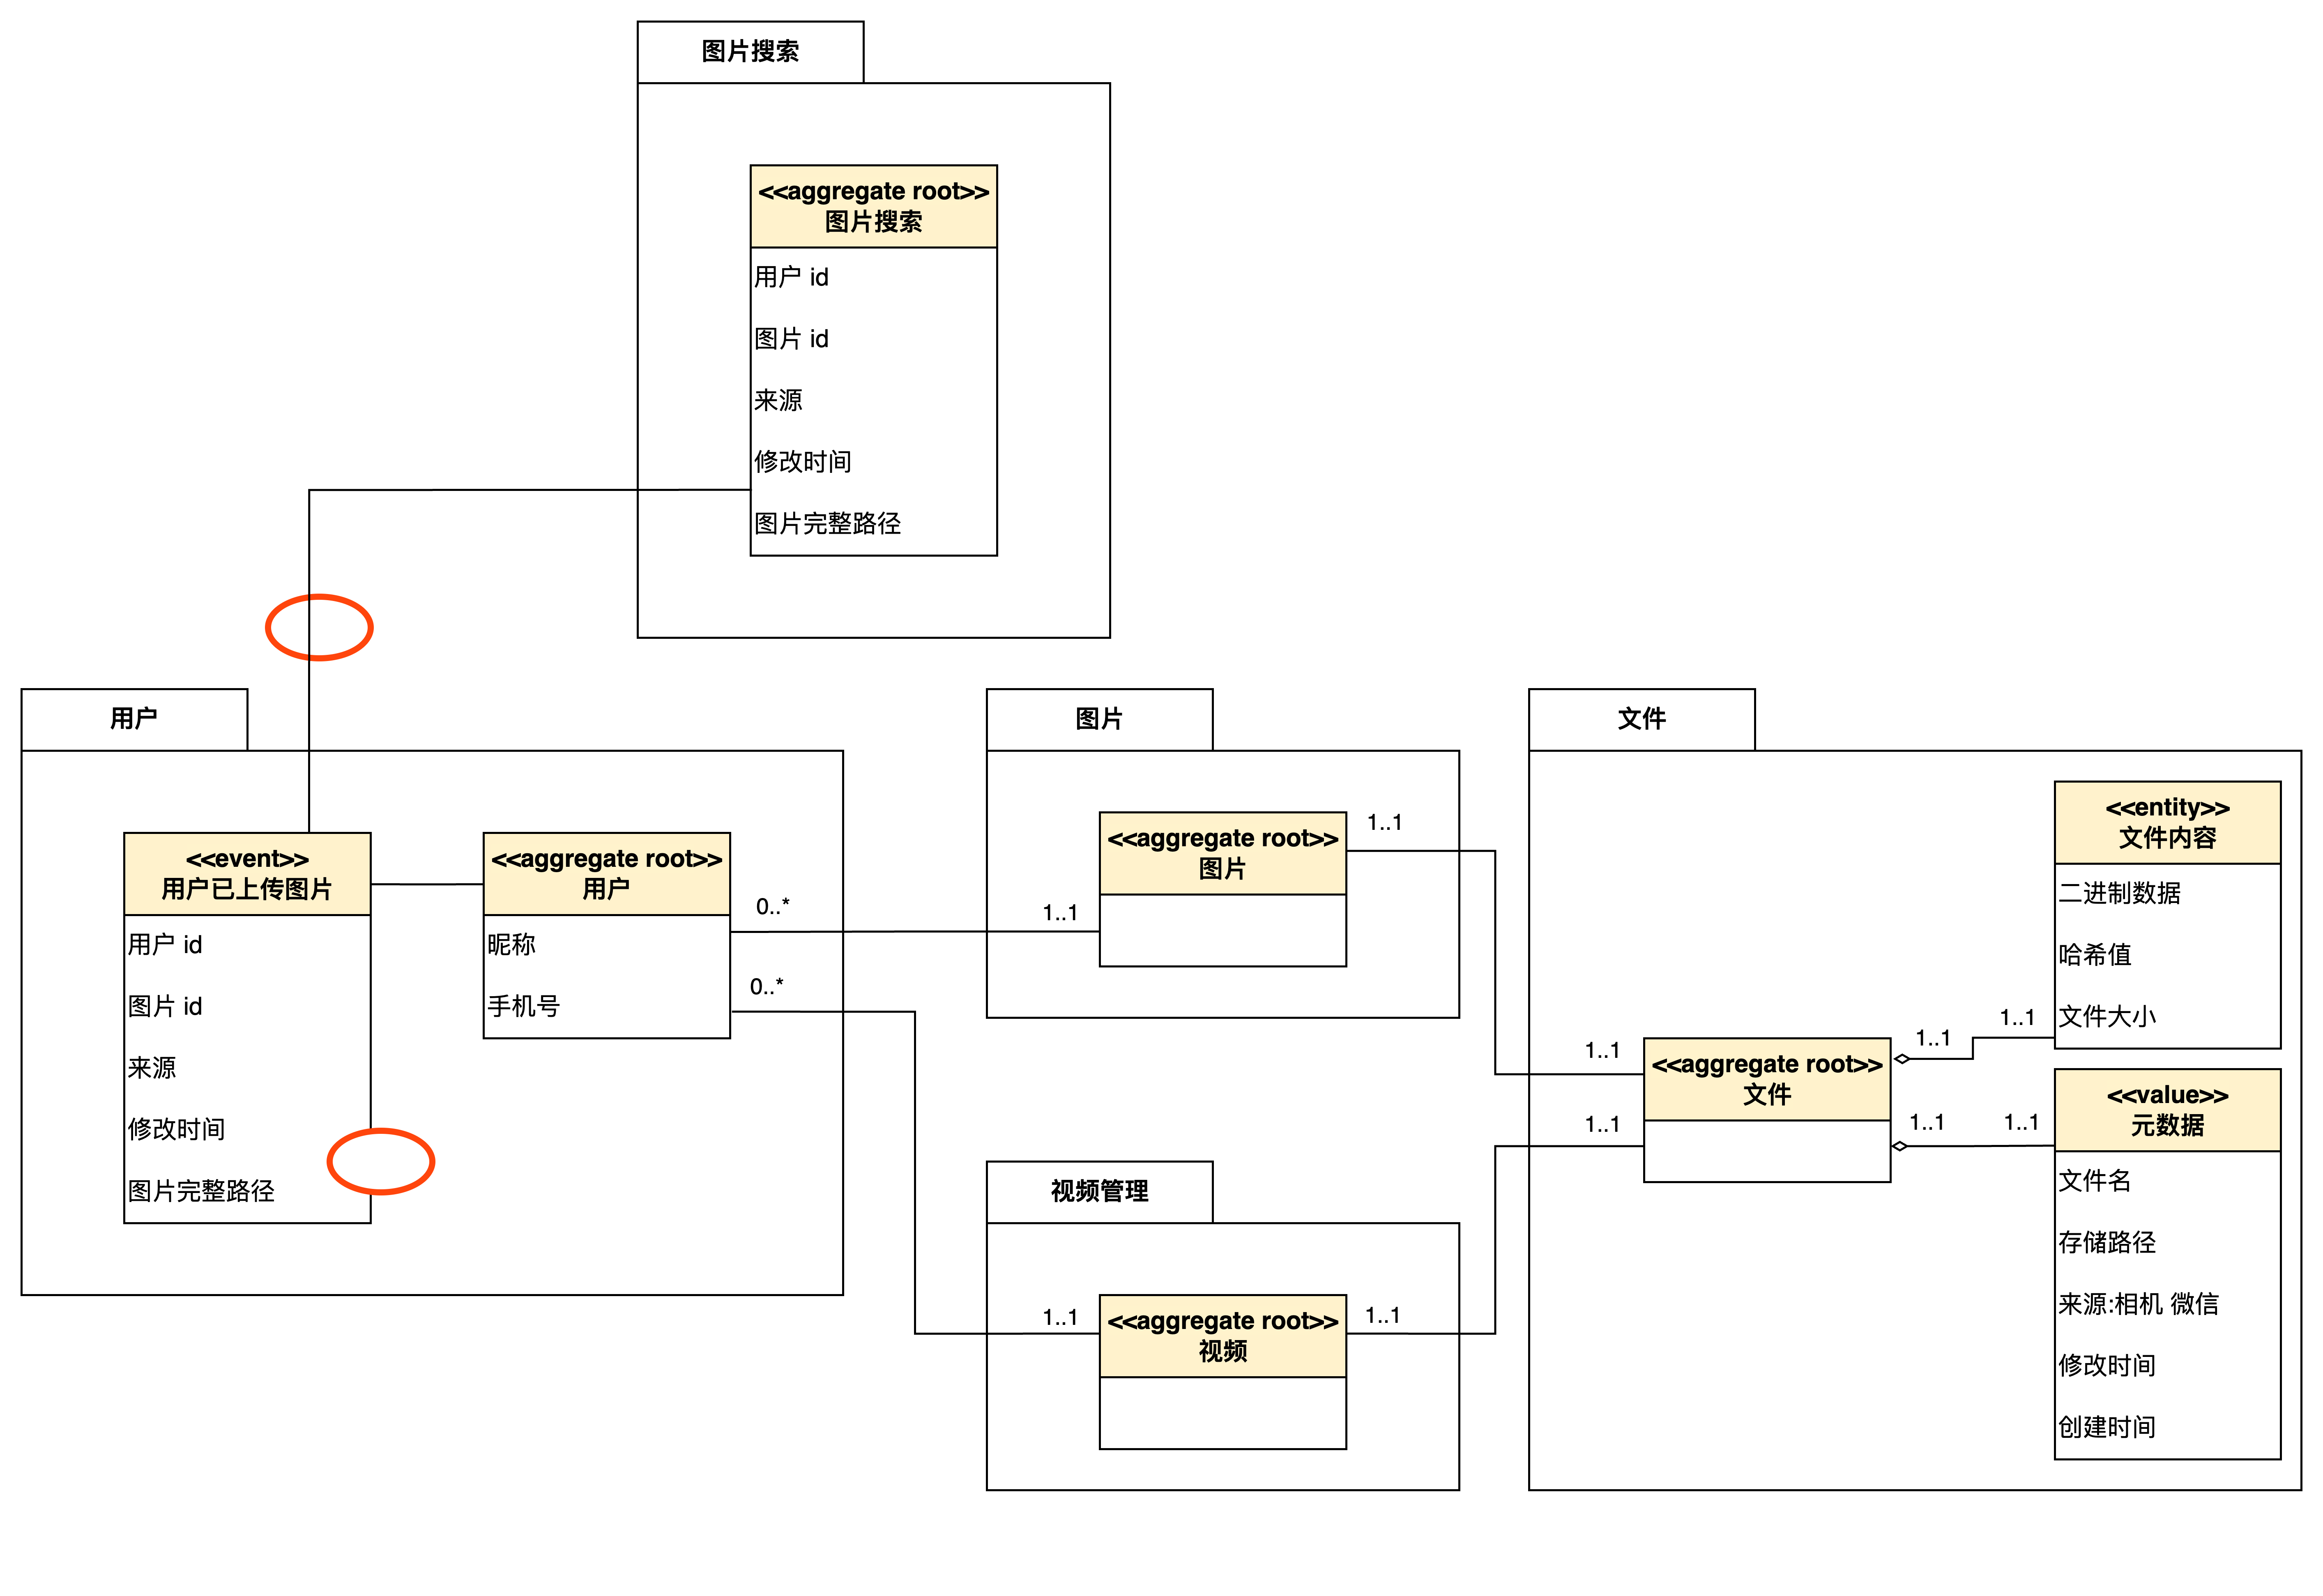 图片搜索
<<aggregate root>>
图片搜索
用户 id
图片 id
来源
修改时间
图片完整路径
用户
<<event>>
用户已上传图片
用户 id
图片 id
来源
修改时间
图片完整路径
<<aggregate root>>
用户
昵称
手机号
0..*
0..*
图片
1..1
<<aggregate root>>
图片
1..1
视频管理
1..1
<<aggregate root>>
视频
1..1
文件
1..1
1..1
<<aggregate root>>
文件
1..1
1..1
1..1
1..1
<<entity>>
文件内容
二进制数据
哈希值
文件大小
<<value>>
元数据
文件名
存储路径
来源:相机 微信
修改时间
创建时间